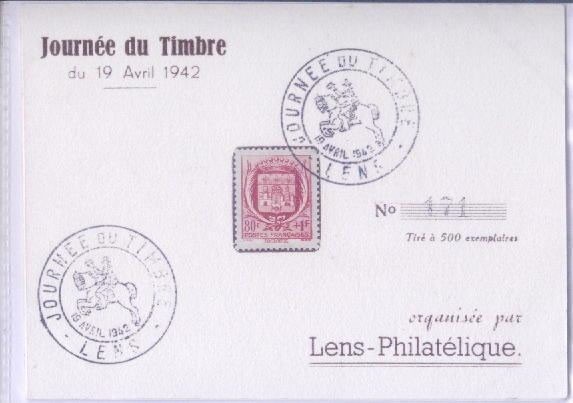 Journée du Timbre
du 19 Avril 1942
JOURNEE DU TIMBRE
19 AVRIL 1942
- LENS -
80c +1F
POSTES FRANÇAISES
No 171
Tiré à 500 exemplaires
JOURNEE DU TIMBRE
19 AVRIL 1942
- LENS -
organisée par
Lens-Philatélique.